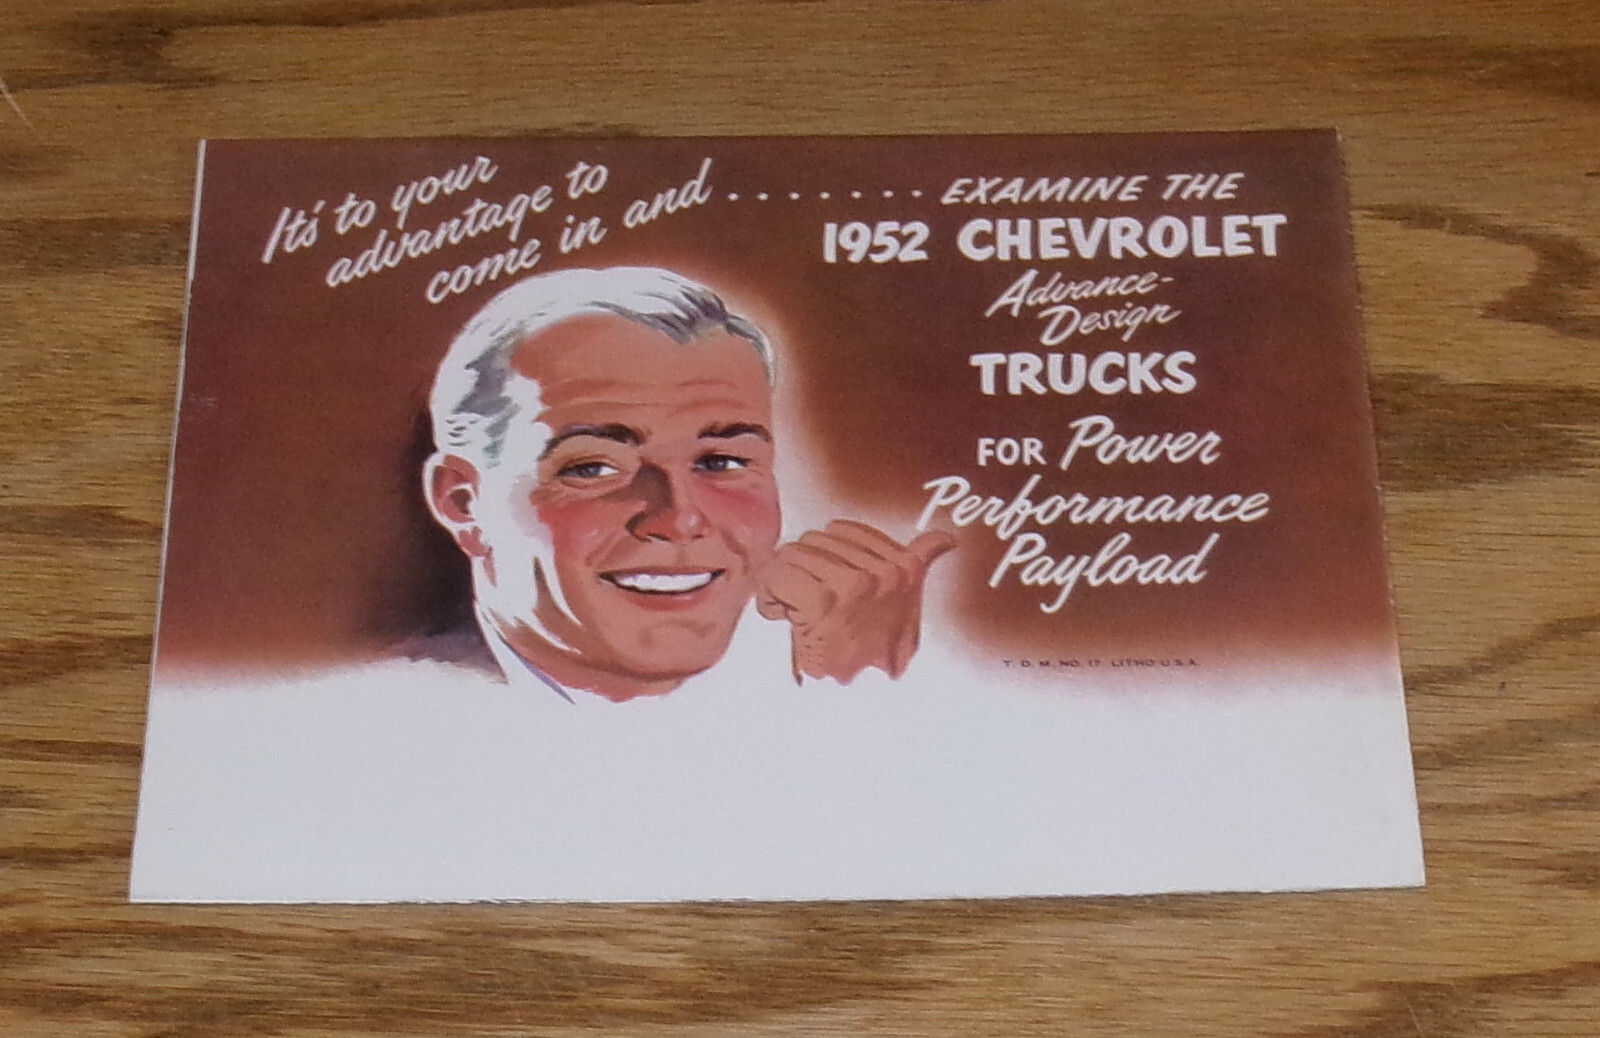 It's to your
advantage to
come in and ....... EXAMINE THE
1952 CHEVROLET
Advance-
Design
TRUCKS
FOR Power
Performance
Payload
T. D. M. NO. 17 LITHO U.S.A.